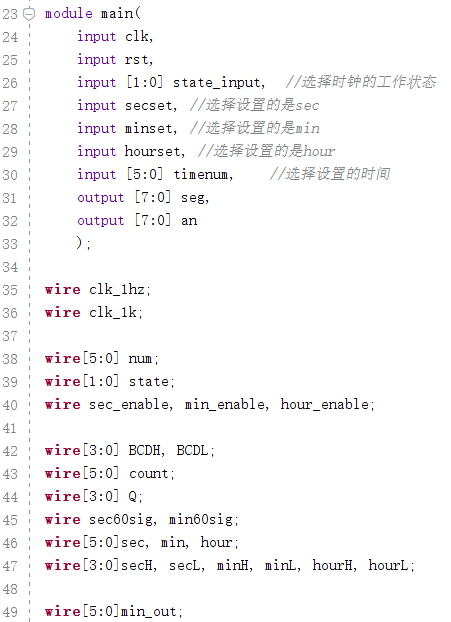 23 module main(
24 input clk,
25 input rst,
26 input [1:0] state_input, //选择时钟的工作状态
27 input secset, //选择设置的是sec
28 input minset, //选择设置的是min
29 input hourset, //选择设置的是hour
30 input [5:0] timenum, //选择设置的时间
31 output [7:0] seg,
32 output [7:0] an
33 );
34
35 wire clk_1hz;
36 wire clk_1k;
37
38 wire[5:0] num;
39 wire[1:0] state;
40 wire sec_enable, min_enable, hour_enable;
41
42 wire[3:0] BCDH, BCDL;
43 wire[5:0] count;
44 wire[3:0] Q;
45 wire sec60sig, min60sig;
46 wire[5:0]sec, min, hour;
47 wire[3:0]secH, secL, minH, minL, hourH, hourL;
48
49 wire[5:0]min_out;